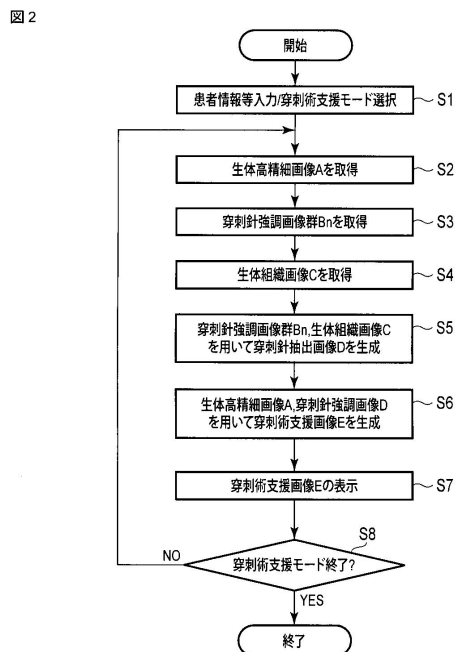 図2
開始
患者情報等入力/穿刺術支援モード選択
S1
生体高精細画像Aを取得
S2
穿刺針強調画像群Bnを取得
S3
生体組織画像Cを取得
S4
穿刺針強調画像群Bn,生体組織画像C
を用いて穿刺針抽出画像Dを生成
S5
生体高精細画像A,穿刺針強調画像D
を用いて穿刺術支援画像Eを生成
S6
穿刺術支援画像Eの表示
S7
S8
穿刺術支援モード終了?
NO
YES
終了